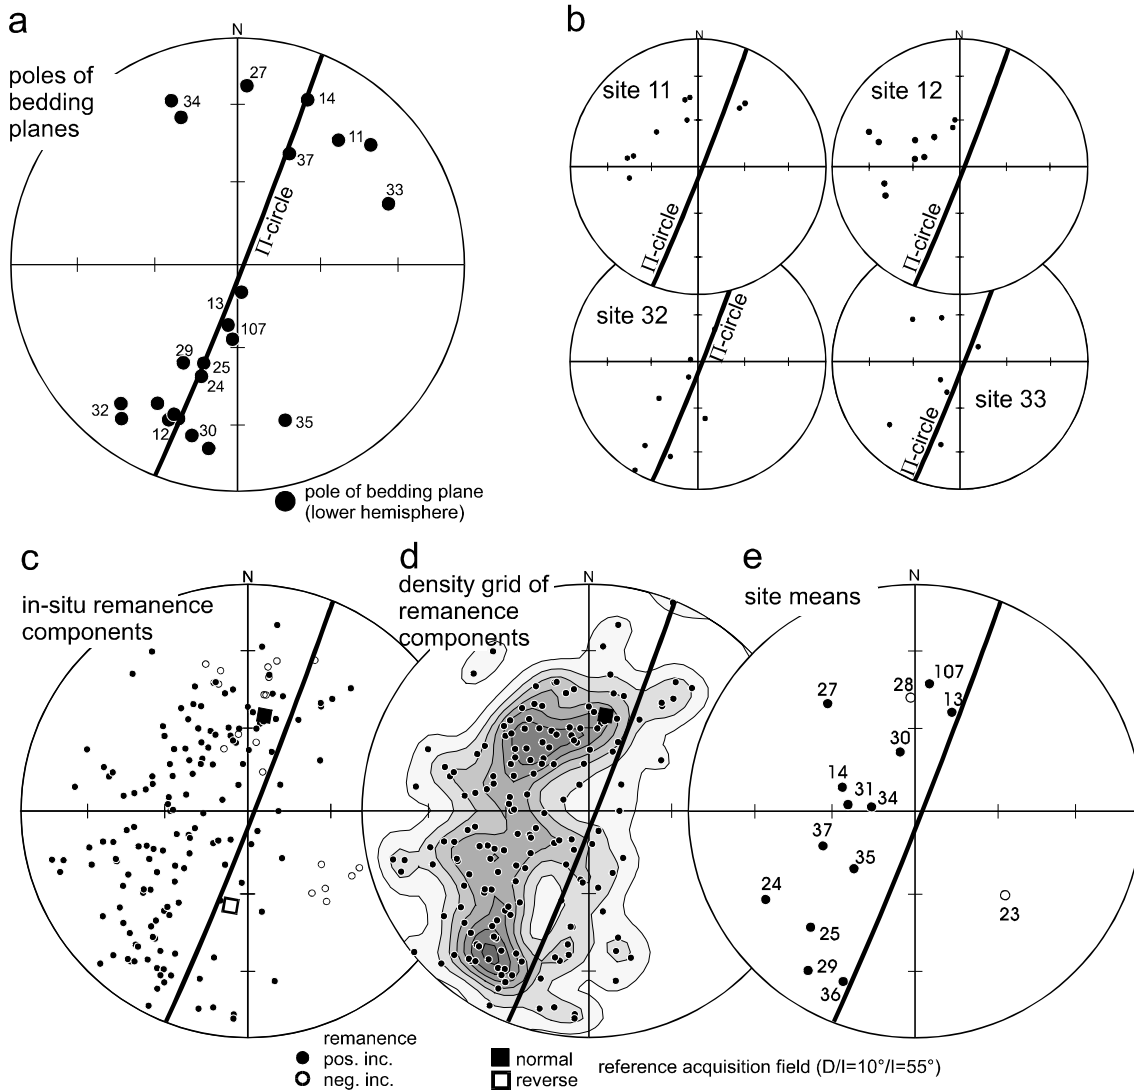 a
poles of
bedding
planes
N
27
34
14
11
37
33
Π-circle
13
107
29
25
24
32
12
30
35
pole of bedding plane
(lower hemisphere)
b
N
site 11
Π-circle
N
site 12
Π-circle
site 32
Π-circle
site 33
Π-circle
c
in-situ remanence
components
N
d
density grid of
remanence
components
N
e
site means
N
107
28
27
13
30
14
31
34
37
35
24
23
25
29
36
remanence
pos. inc.
neg. inc.
normal
reverse
reference acquisition field (D/I=10°/I=55°)